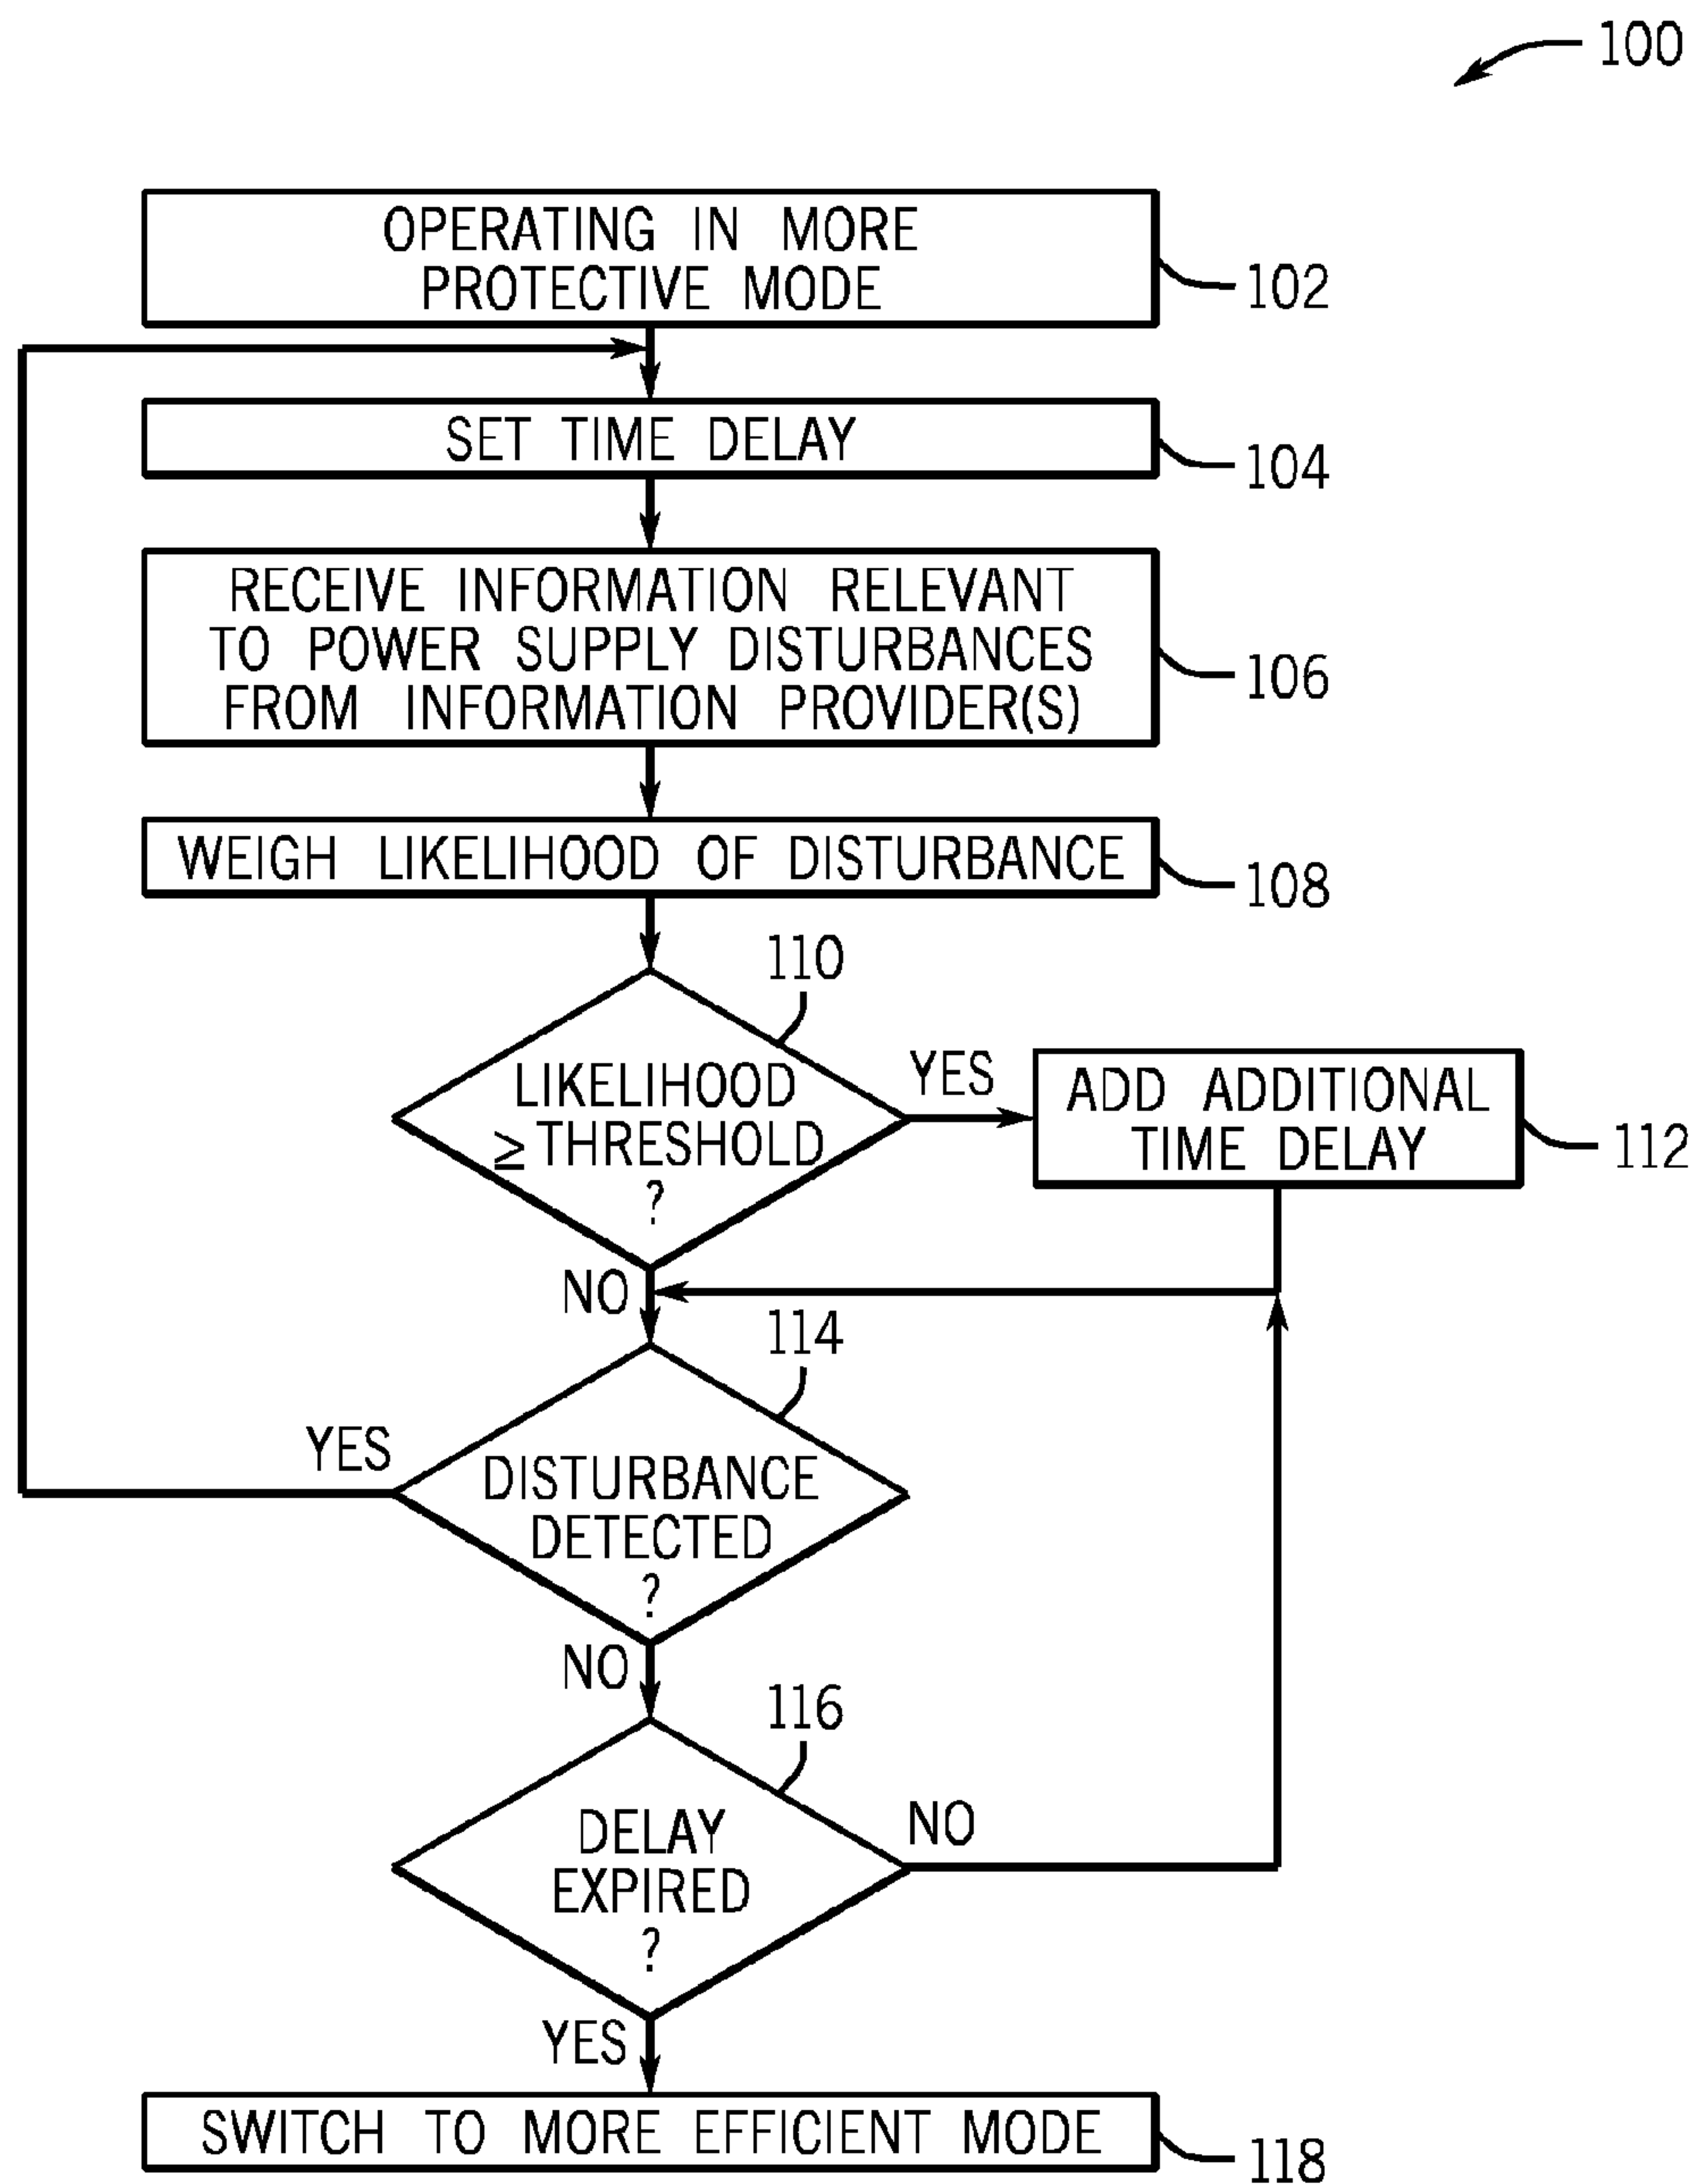 100
OPERATING IN MORE
PROTECTIVE MODE
102
SET TIME DELAY
104
RECEIVE INFORMATION RELEVANT
TO POWER SUPPLY DISTURBANCES
FROM INFORMATION PROVIDER(S)
106
WEIGH LIKELIHOOD OF DISTURBANCE
108
110
LIKELIHOOD
≥ THRESHOLD
?
YES
ADD ADDITIONAL
TIME DELAY
112
NO
114
YES
DISTURBANCE
DETECTED
?
NO
116
DELAY
EXPIRED
?
NO
YES
SWITCH TO MORE EFFICIENT MODE
118